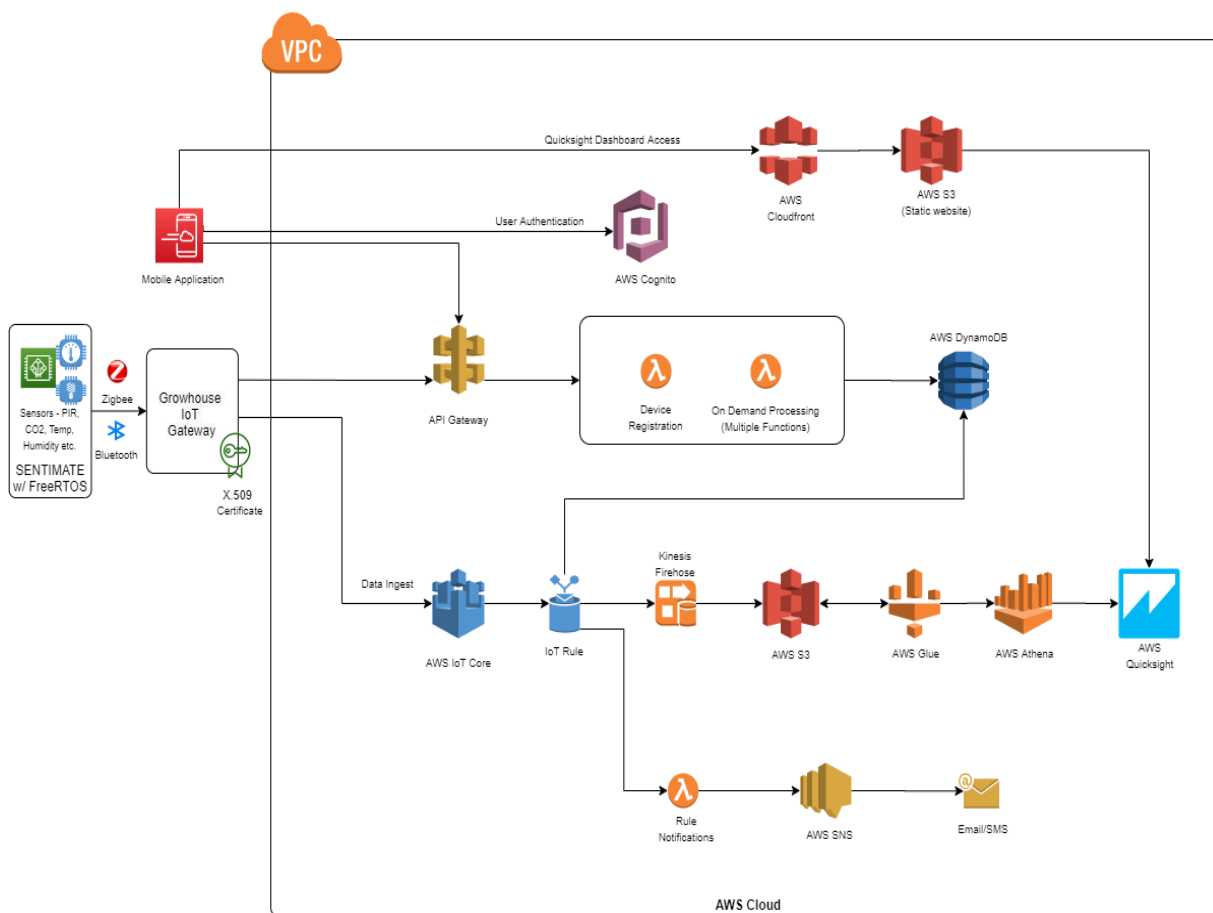 VPC
Quicksight Dashboard Access
AWS
Cloudfront
AWS S3
(Static website)
User Authentication
AWS Cognito
Mobile Application
Sensors - PIR,
CO2, Temp,
Humidity etc.
SENTIMATE
w/ FreeRTOS
Z
Zigbee
Bluetooth
Growhouse
IoT
Gateway
X.509
Certificate
API Gateway
λ
Device
Registration
λ
On Demand Processing
(Multiple Functions)
AWS DynamoDB
Data Ingest
AWS IoT Core
IoT Rule
Kinesis
Firehose
AWS S3
AWS Glue
AWS Athena
AWS
Quicksight
λ
Rule
Notifications
AWS SNS
@
Email/SMS
AWS Cloud